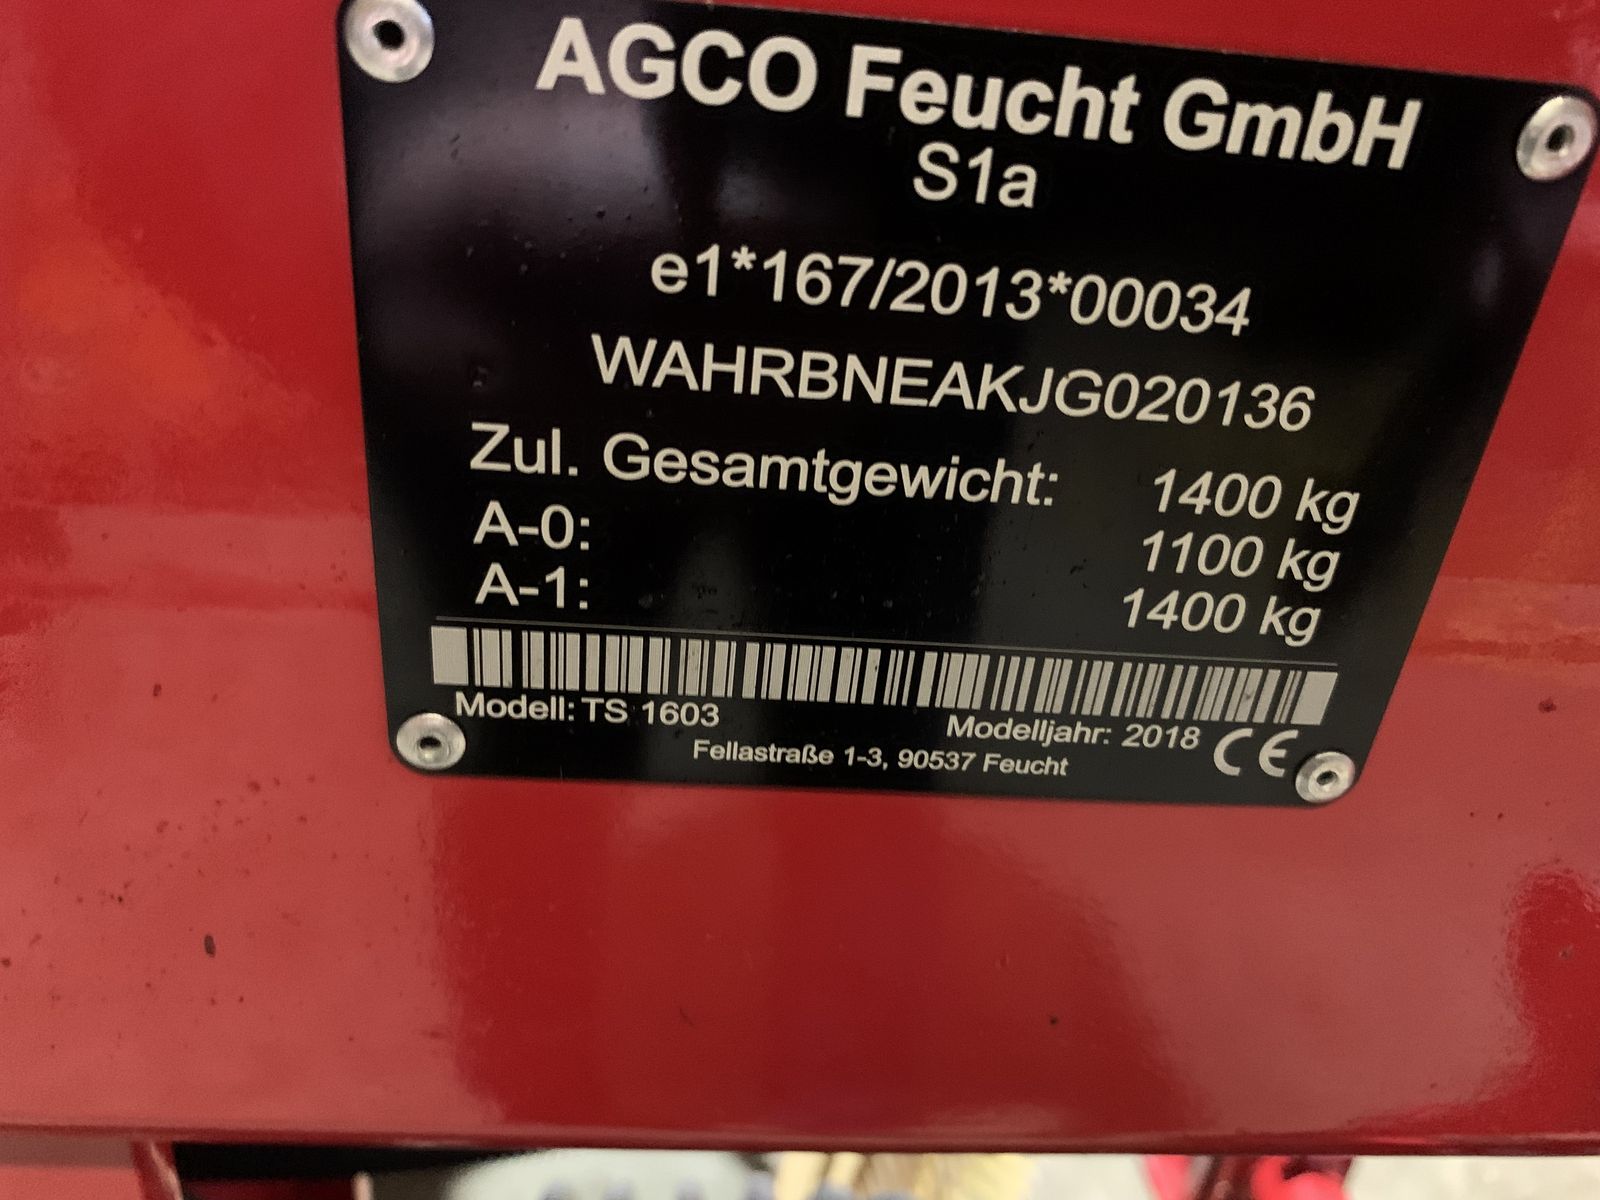 AGCO Feucht GmbH
S1a
e1*167/2013*00034
WAHRBNEAKJG020136
Zul. Gesamtgewicht: 1400 kg
A-0: 1100 kg
A-1: 1400 kg
Modell: TS 1603 Modelljahr: 2018 CE
Fellastraße 1-3, 90537 Feucht